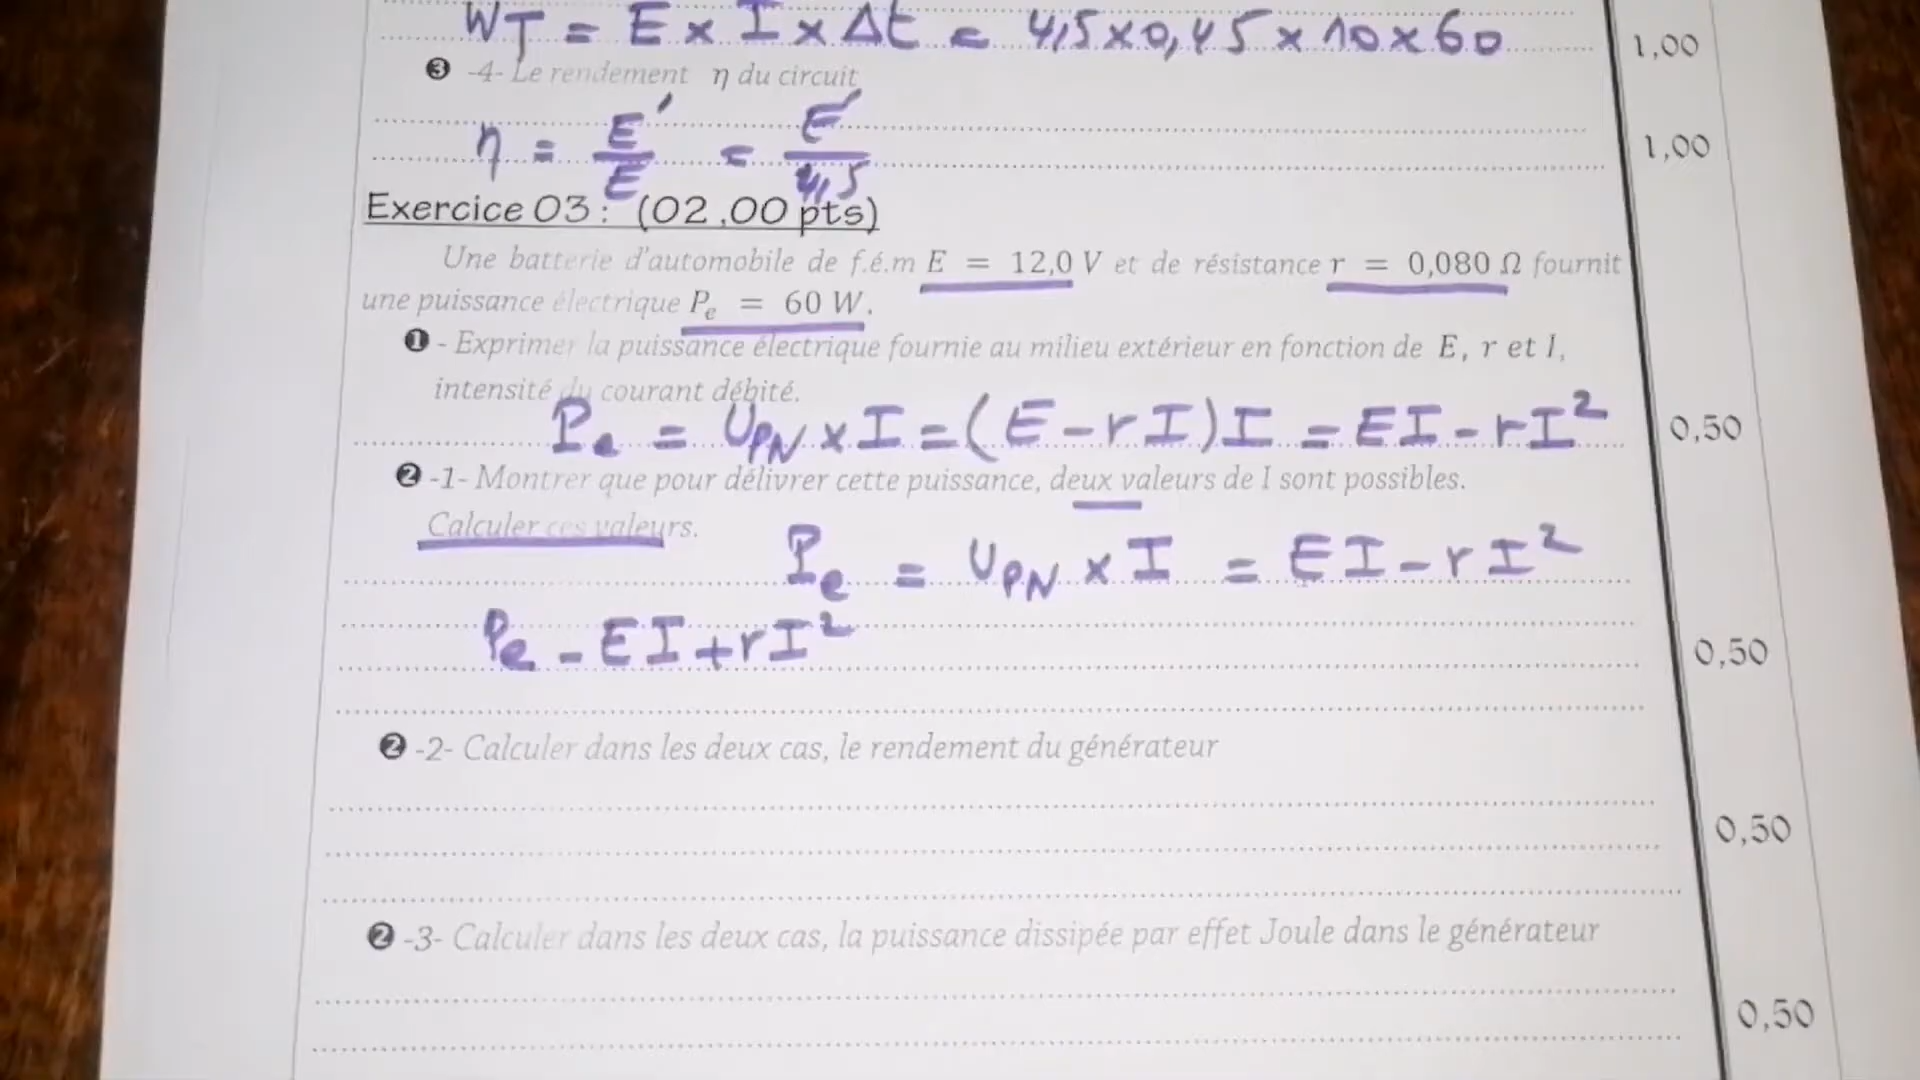 WT = E x I x Δt = 4,5x0,45 x 10x60
1,00
❸ -4- Le rendement η du circuit
η = E'/E = E'/4,5
1,00
Exercice 03 : (02 ,00 pts)
Une batterie d'automobile de f.é.m E = 12,0 V et de résistance r = 0,080 Ω fournit
une puissance électrique Pe = 60 W.
❶ - Exprimer la puissance électrique fournie au milieu extérieur en fonction de E, r et I,
intensité du courant débité.
Pe = UPN x I = (E - rI)I = EI - rI²
0,50
❷ -1- Montrer que pour délivrer cette puissance, deux valeurs de I sont possibles.
Calculer ces valeurs.
Pe = UPN x I = EI - rI²
Pe - EI + rI²
0,50
❷ -2- Calculer dans les deux cas, le rendement du générateur
0,50
❷ -3- Calculer dans les deux cas, la puissance dissipée par effet Joule dans le générateur
0,50